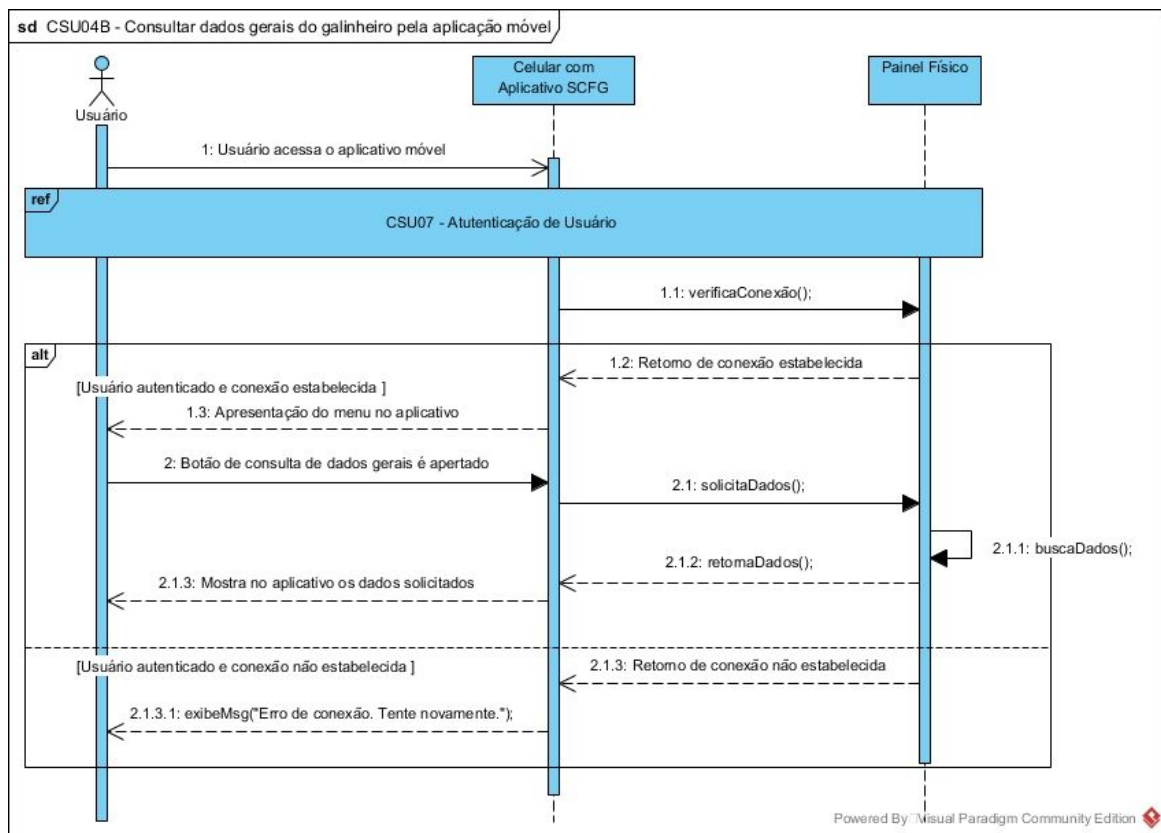 sd CSU04B - Consultar dados gerais do galinheiro pela aplicação móvel
Usuário
Celular com
Aplicativo SCFG
Painel Físico
1: Usuário acessa o aplicativo móvel
ref
CSU07 - Atutenticação de Usuário
1.1: verificaConexão();
alt
1.2: Retorno de conexão estabelecida
[Usuário autenticado e conexão estabelecida ]
1.3: Apresentação do menu no aplicativo
2: Botão de consulta de dados gerais é apertado
2.1: solicitaDados();
2.1.1: buscaDados();
2.1.2: retornaDados();
2.1.3: Mostra no aplicativo os dados solicitados
[Usuário autenticado e conexão não estabelecida ]
2.1.3: Retorno de conexão não estabelecida
2.1.3.1: exibeMsg("Erro de conexão. Tente novamente.");
Powered By Visual Paradigm Community Edition